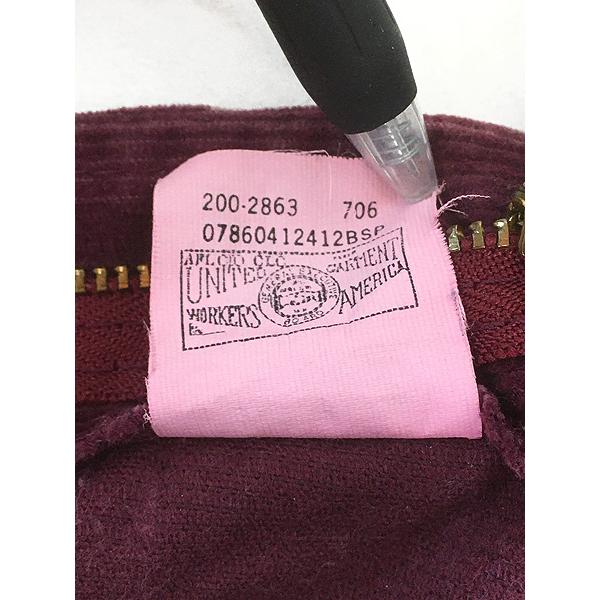 200-2863 706
07860412412BSP
AFL CIO CLC
UNITED GARMENT
WORKERS AMERICA